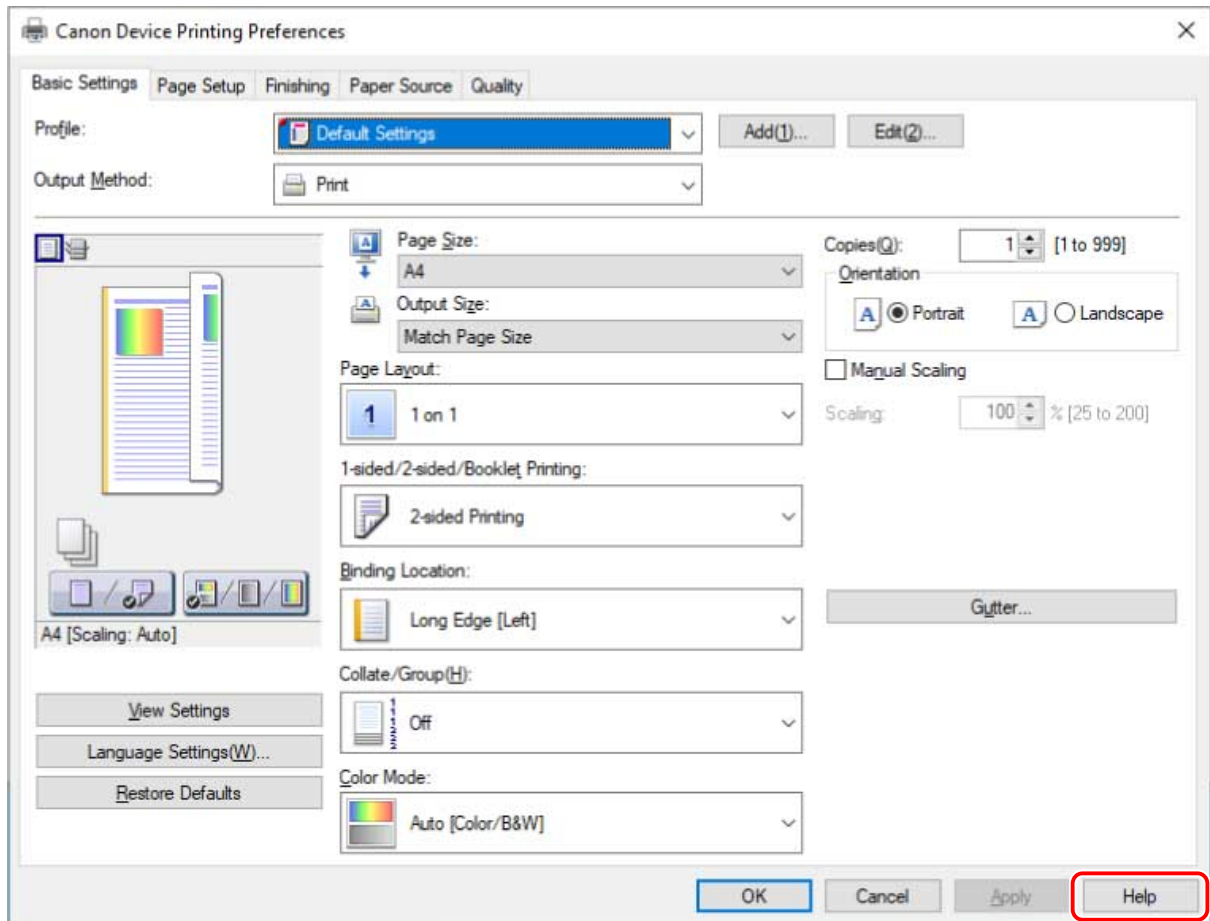 Canon Device Printing Preferences
Basic Settings Page Setup Finishing Paper Source Quality
Profile: Default Settings Add(1)... Edit(2)...
Output Method: Print
Page Size:
A4
Output Size:
Match Page Size
Page Layout:
1 1 on 1
1-sided/2-sided/Booklet Printing:
2-sided Printing
Binding Location:
Long Edge [Left]
Collate/Group(H):
Off
Color Mode:
Auto [Color/B&W]
Copies(Q): 1 [1 to 999]
Orientation
A Portrait A Landscape
Manual Scaling
Scaling: 100 % [25 to 200]
Gutter...
A4 [Scaling: Auto]
View Settings
Language Settings(W)...
Restore Defaults
OK Cancel Apply Help